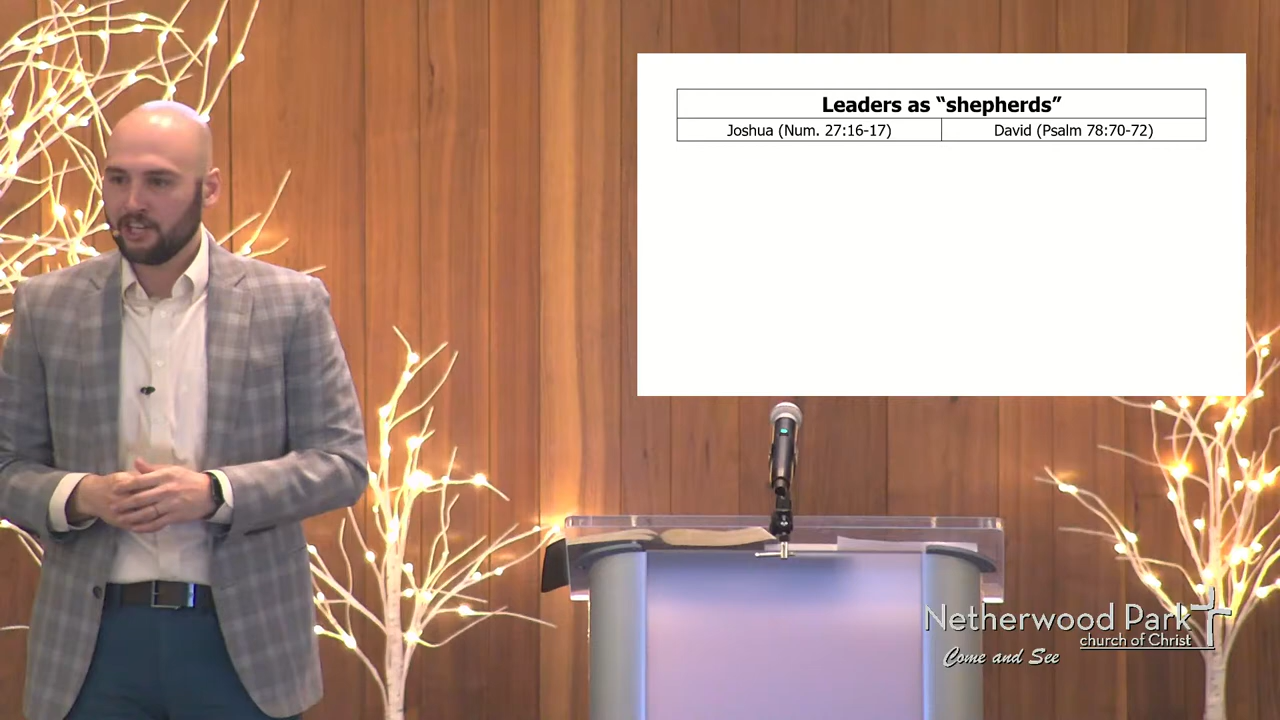 Leaders as “shepherds”
Joshua (Num. 27:16-17)
David (Psalm 78:70-72)
Netherwood Park
church of Christ
Come and See